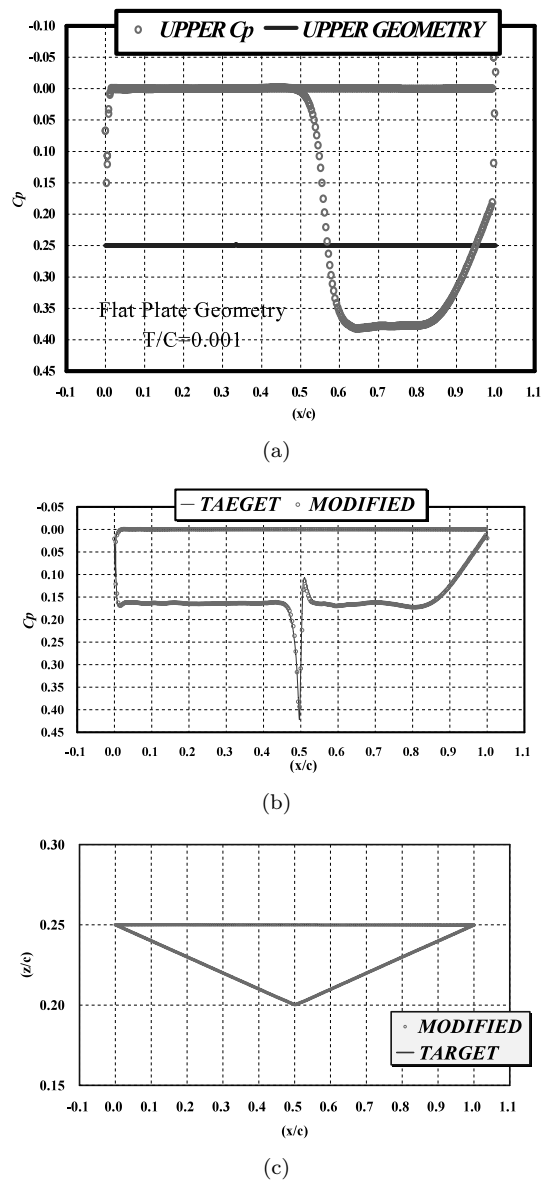 UPPER Cp UPPER GEOMETRY
-0.10
0.00
0.05
0.10
0.15
0.20
0.25
0.30
0.35
0.40
0.45
Cp
Flat Plate Geometry
T/C=0.001
-0.1 0.0 0.1 0.2 0.3 0.4 0.5 0.6 0.7 0.8 0.9 1.0 1.1
(x/c)
(a)
TAEGET MODIFIED
-0.05
0.00
0.05
0.10
0.15
0.20
0.25
0.30
0.35
0.40
0.45
Cp
-0.1 0.0 0.1 0.2 0.3 0.4 0.5 0.6 0.7 0.8 0.9 1.0 1.1
(x/c)
(b)
0.30
0.25
0.20
0.15
(z/c)
MODIFIED
TARGET
-0.1 0.0 0.1 0.2 0.3 0.4 0.5 0.6 0.7 0.8 0.9 1.0 1.1
(x/c)
(c)